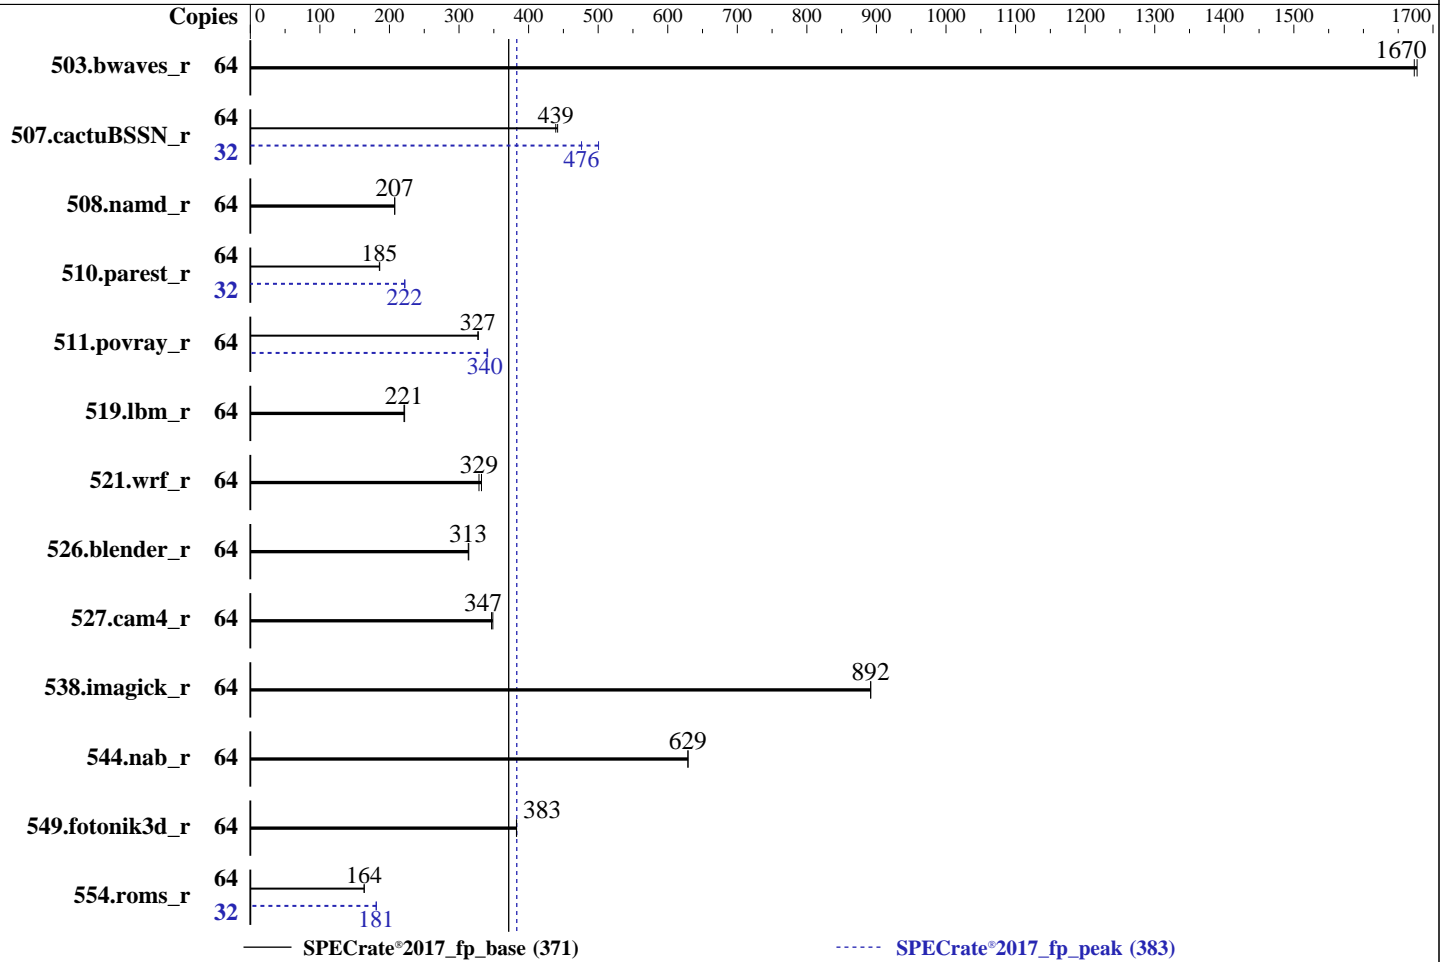 Copies 0 100 200 300 400 500 600 700 800 900 1000 1100 1200 1300 1400 1500 1700
503.bwaves_r 64 1670
507.cactuBSSN_r 64 439
32 476
508.namd_r 64 207
510.parest_r 64 185
32 222
511.povray_r 64 327
340
519.lbm_r 64 221
521.wrf_r 64 329
526.blender_r 64 313
527.cam4_r 64 347
538.imagick_r 64 892
544.nab_r 64 629
549.fotonik3d_r 64 383
554.roms_r 64 164
32 181
SPECrate®2017_fp_base (371) SPECrate®2017_fp_peak (383)